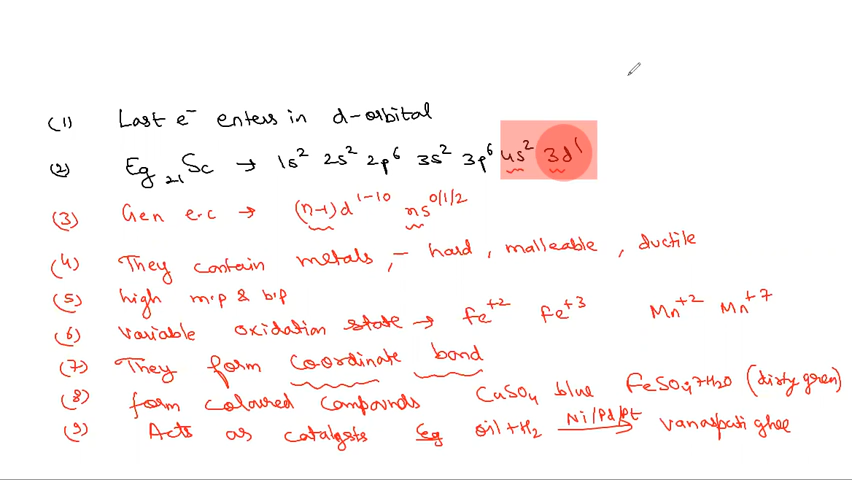 (1) Last e⁻ enters in d-orbital
(2) Eg ₂₁Sc → 1s² 2s² 2p⁶ 3s² 3p⁶ 4s² 3d¹
(3) Gen e.c → (n-1)d¹⁻¹⁰ ns⁰/¹/²
(4) They contain metals, - hard, malleable, ductile
(5) high m.p & b.p
(6) variable oxidation state → Fe⁺² Fe⁺³ Mn⁺² Mn⁺⁷
(7) They form coordinate bond
(8) form coloured compounds CuSO₄ blue FeSO₄7H₂O (dirty green)
(9) Acts as catalysts Eg oil + H₂ Ni/Pd/Pt → vanaspati ghee